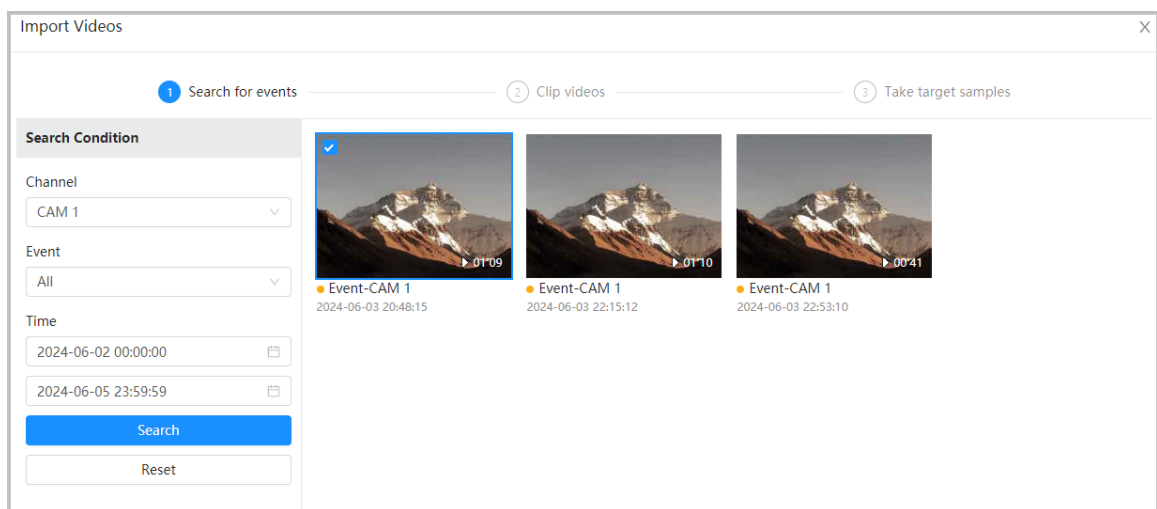 Import Videos
1 Search for events
2 Clip videos
3 Take target samples
Search Condition
Channel
CAM 1
Event
All
Time
2024-06-02 00:00:00
2024-06-05 23:59:59
Search
Reset
01'09
Event-CAM 1
2024-06-03 20:48:15
01'10
Event-CAM 1
2024-06-03 22:15:12
00'41
Event-CAM 1
2024-06-03 22:53:10